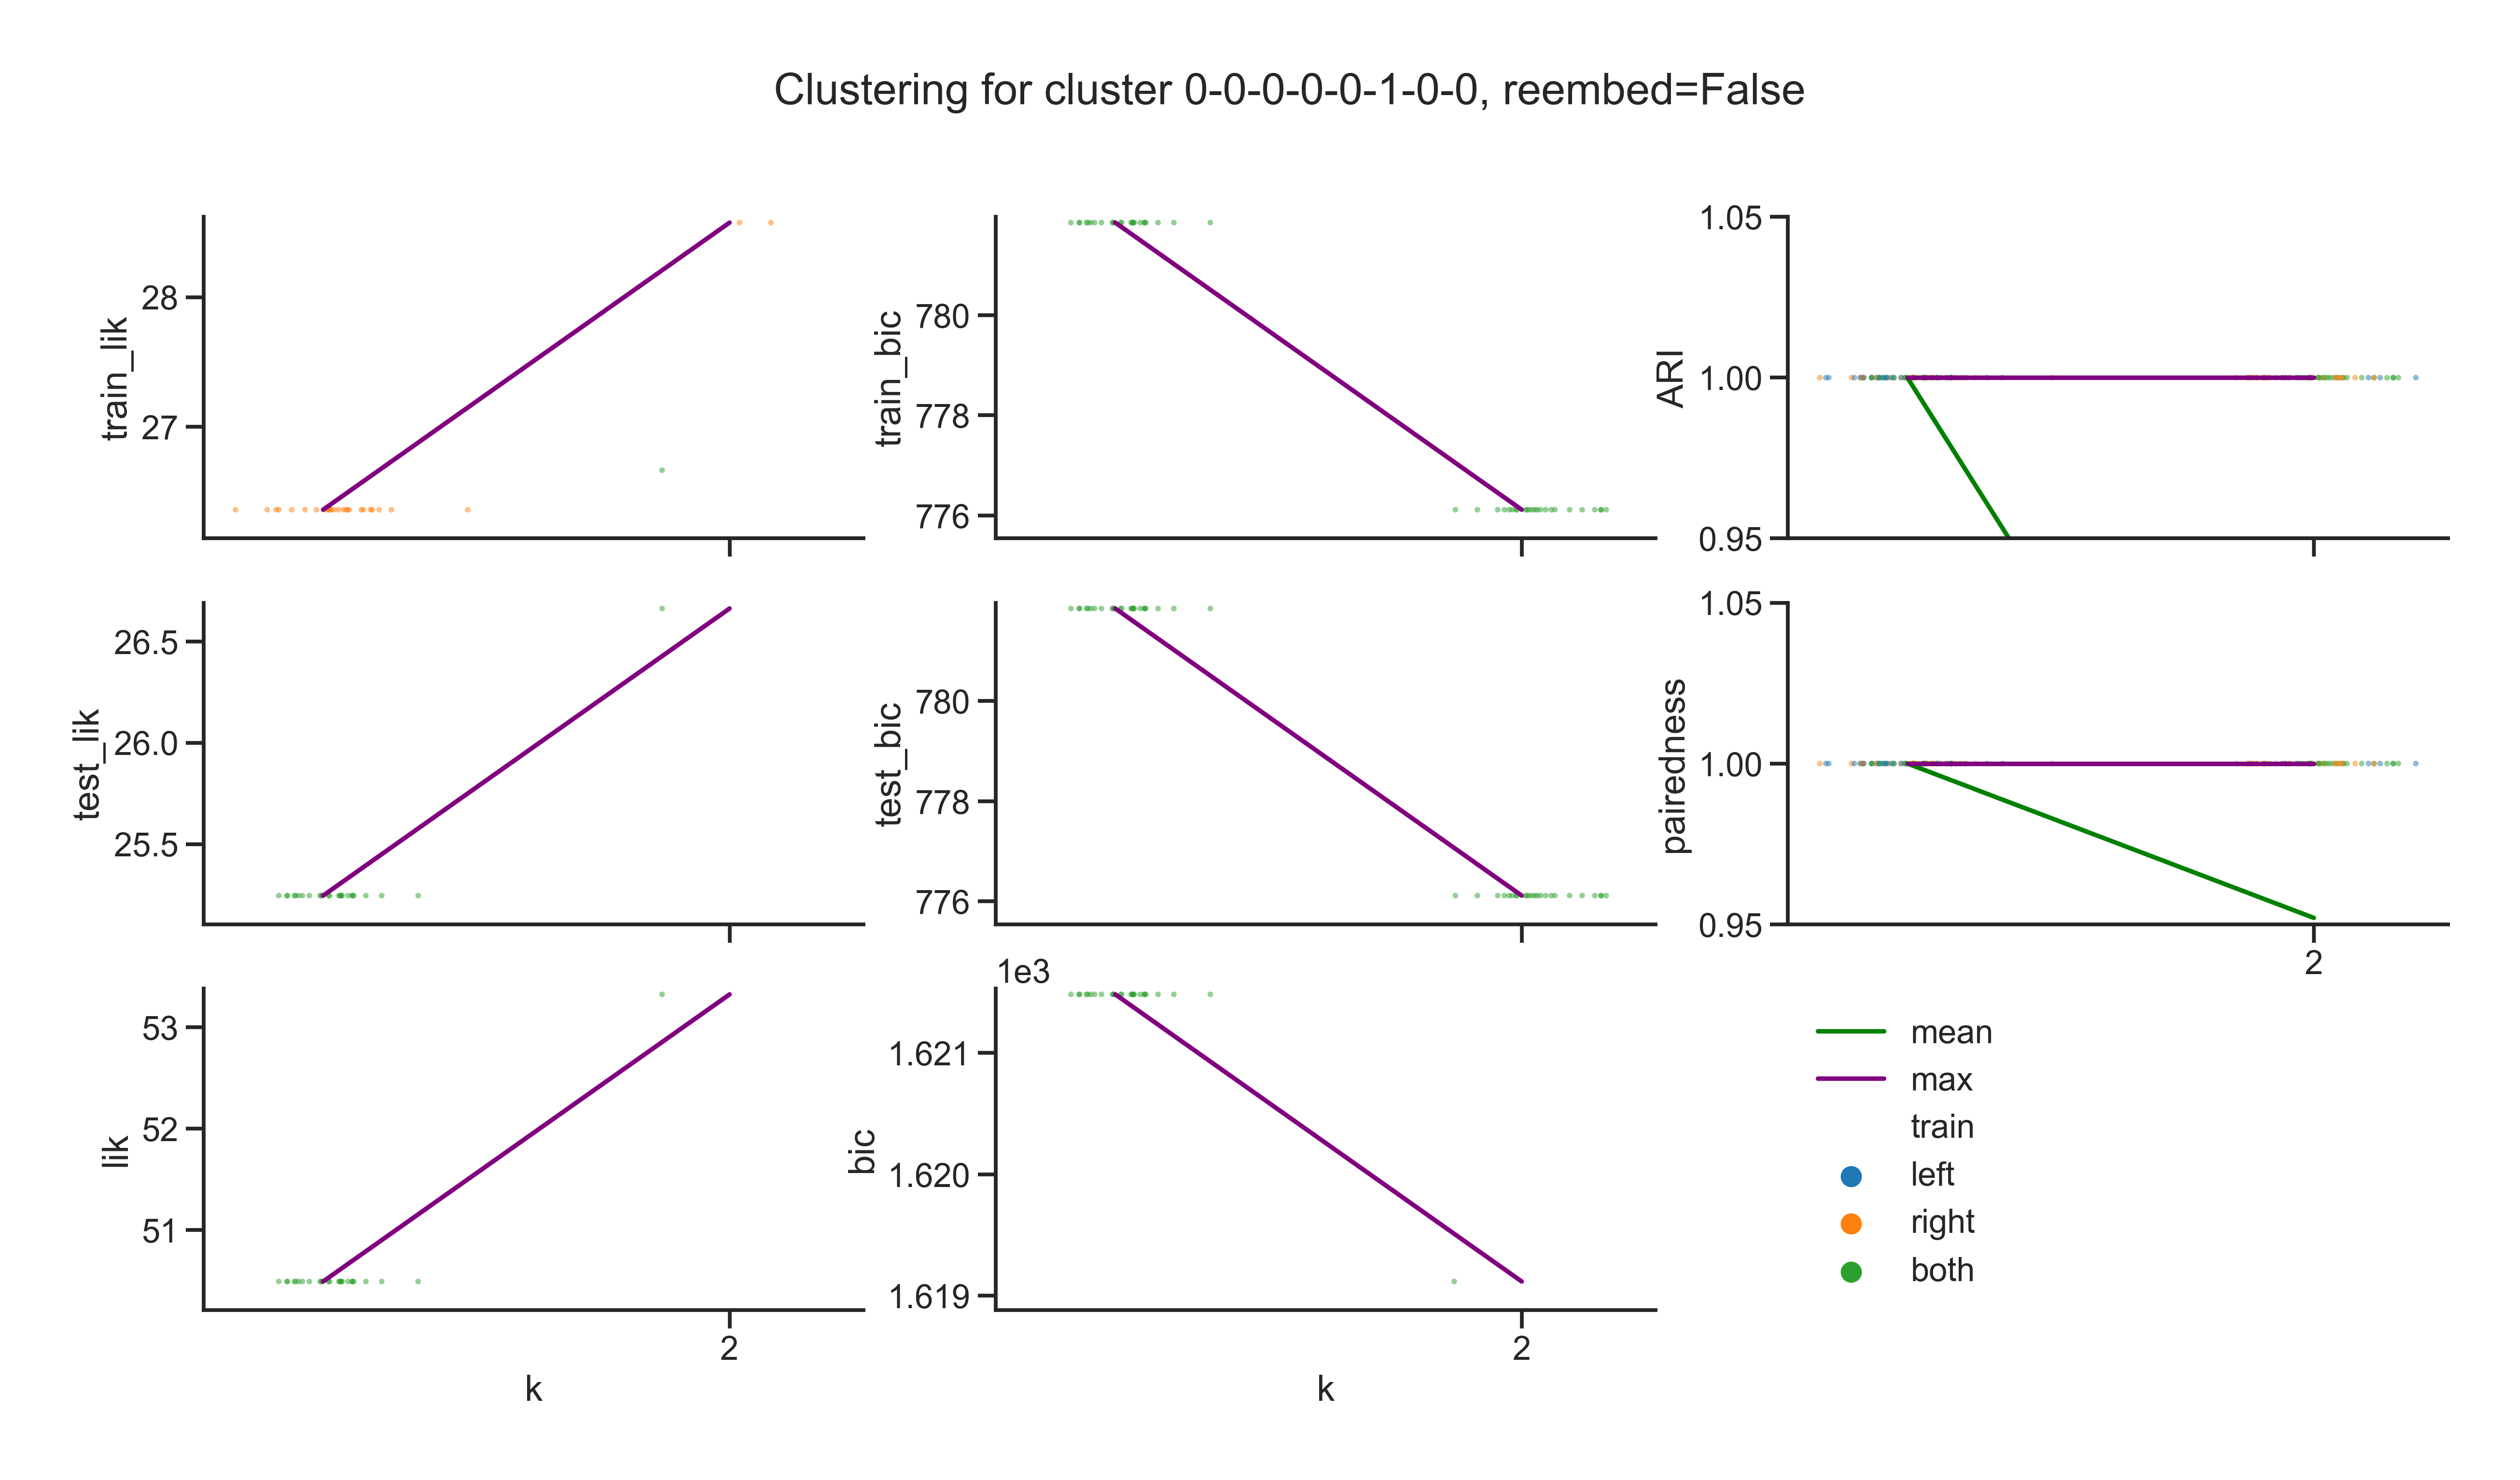 Clustering for cluster 0-0-0-0-0-1-0-0, reembed=False
train_lik
28
27
train_bic
780
778
776
ARI
1.05
1.00
0.95
test_lik
26.5
26.0
25.5
test_bic
780
778
776
pairedness
1.05
1.00
0.95
2
lik
53
52
51
2
k
1e3
bic
1.621
1.620
1.619
2
k
mean
max
train
left
right
both